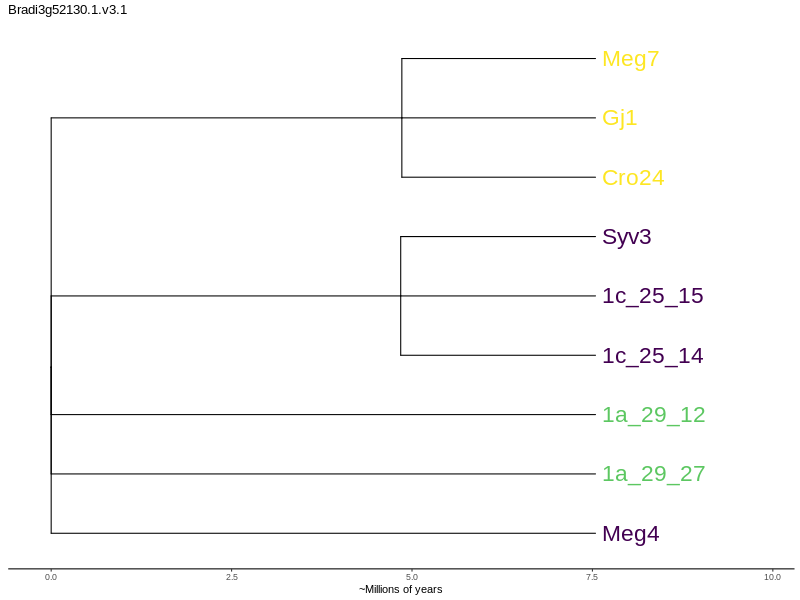 Bradi3g52130.1.v3.1
Meg7
Gj1
Cro24
Syv3
1c_25_15
1c_25_14
1a_29_12
1a_29_27
Meg4
0.0 2.5 5.0 7.5 10.0
~Millions of years